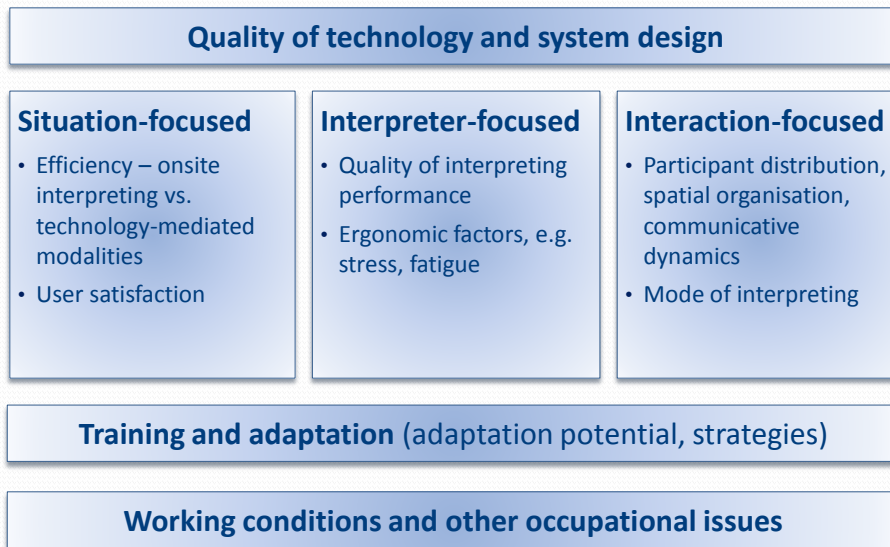 Quality of technology and system design
Situation-focused
• Efficiency – onsite
interpreting vs.
technology-mediated
modalities
• User satisfaction
Interpreter-focused
• Quality of interpreting
performance
• Ergonomic factors, e.g.
stress, fatigue
Interaction-focused
• Participant distribution,
spatial organisation,
communicative
dynamics
• Mode of interpreting
Training and adaptation (adaptation potential, strategies)
Working conditions and other occupational issues